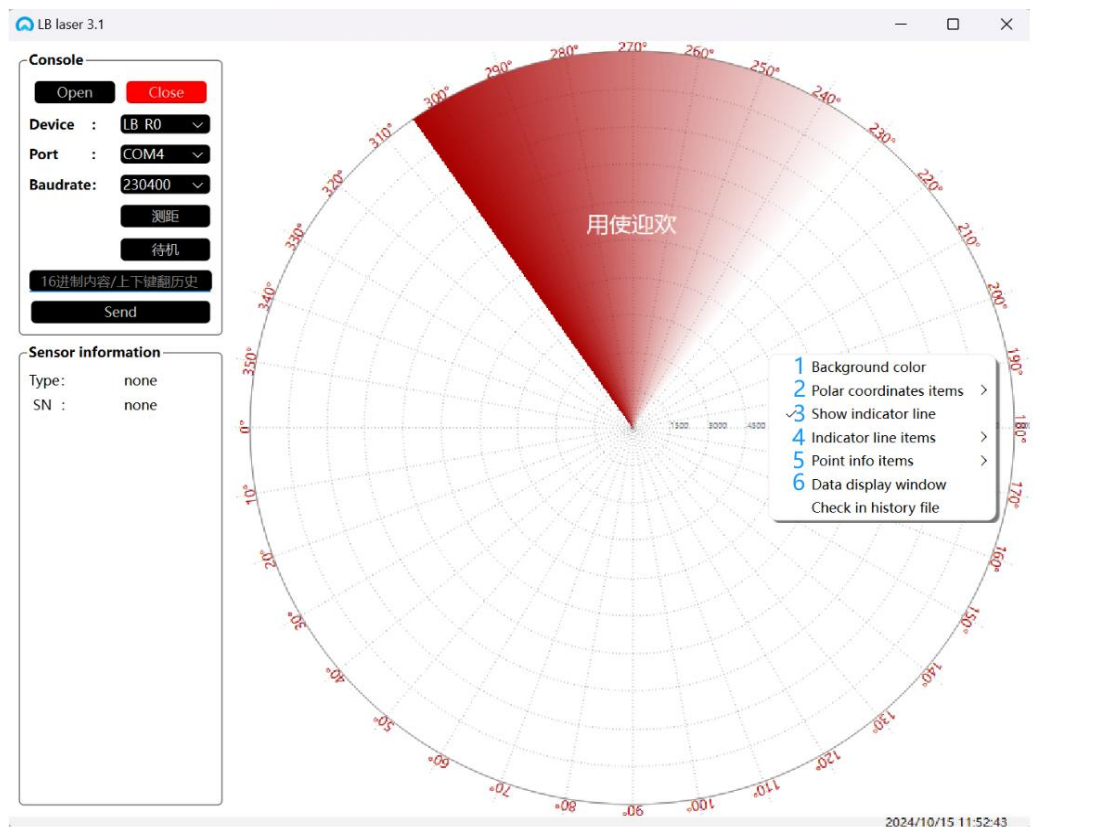 LB laser 3.1
Console
Open Close
Device : LB R0
Port : COM4
Baudrate: 230400
测距
待机
16进制内容/上下键翻历史
Send
Sensor information
Type: none
SN : none
270°
280° 260°
290° 250°
300° 240°
310° 230°
320° 220°
330° 210°
340° 200°
350° 190°
0° 180°
10° 170°
20° 160°
30° 150°
40° 140°
50° 130°
60° 120°
70° 110°
80° 100°
90°
用使迎欢
1500 3000 4500
1 Background color
2 Polar coordinates items
3 Show indicator line
4 Indicator line items
5 Point info items
6 Data display window
Check in history file
2024/10/15 11:52:43